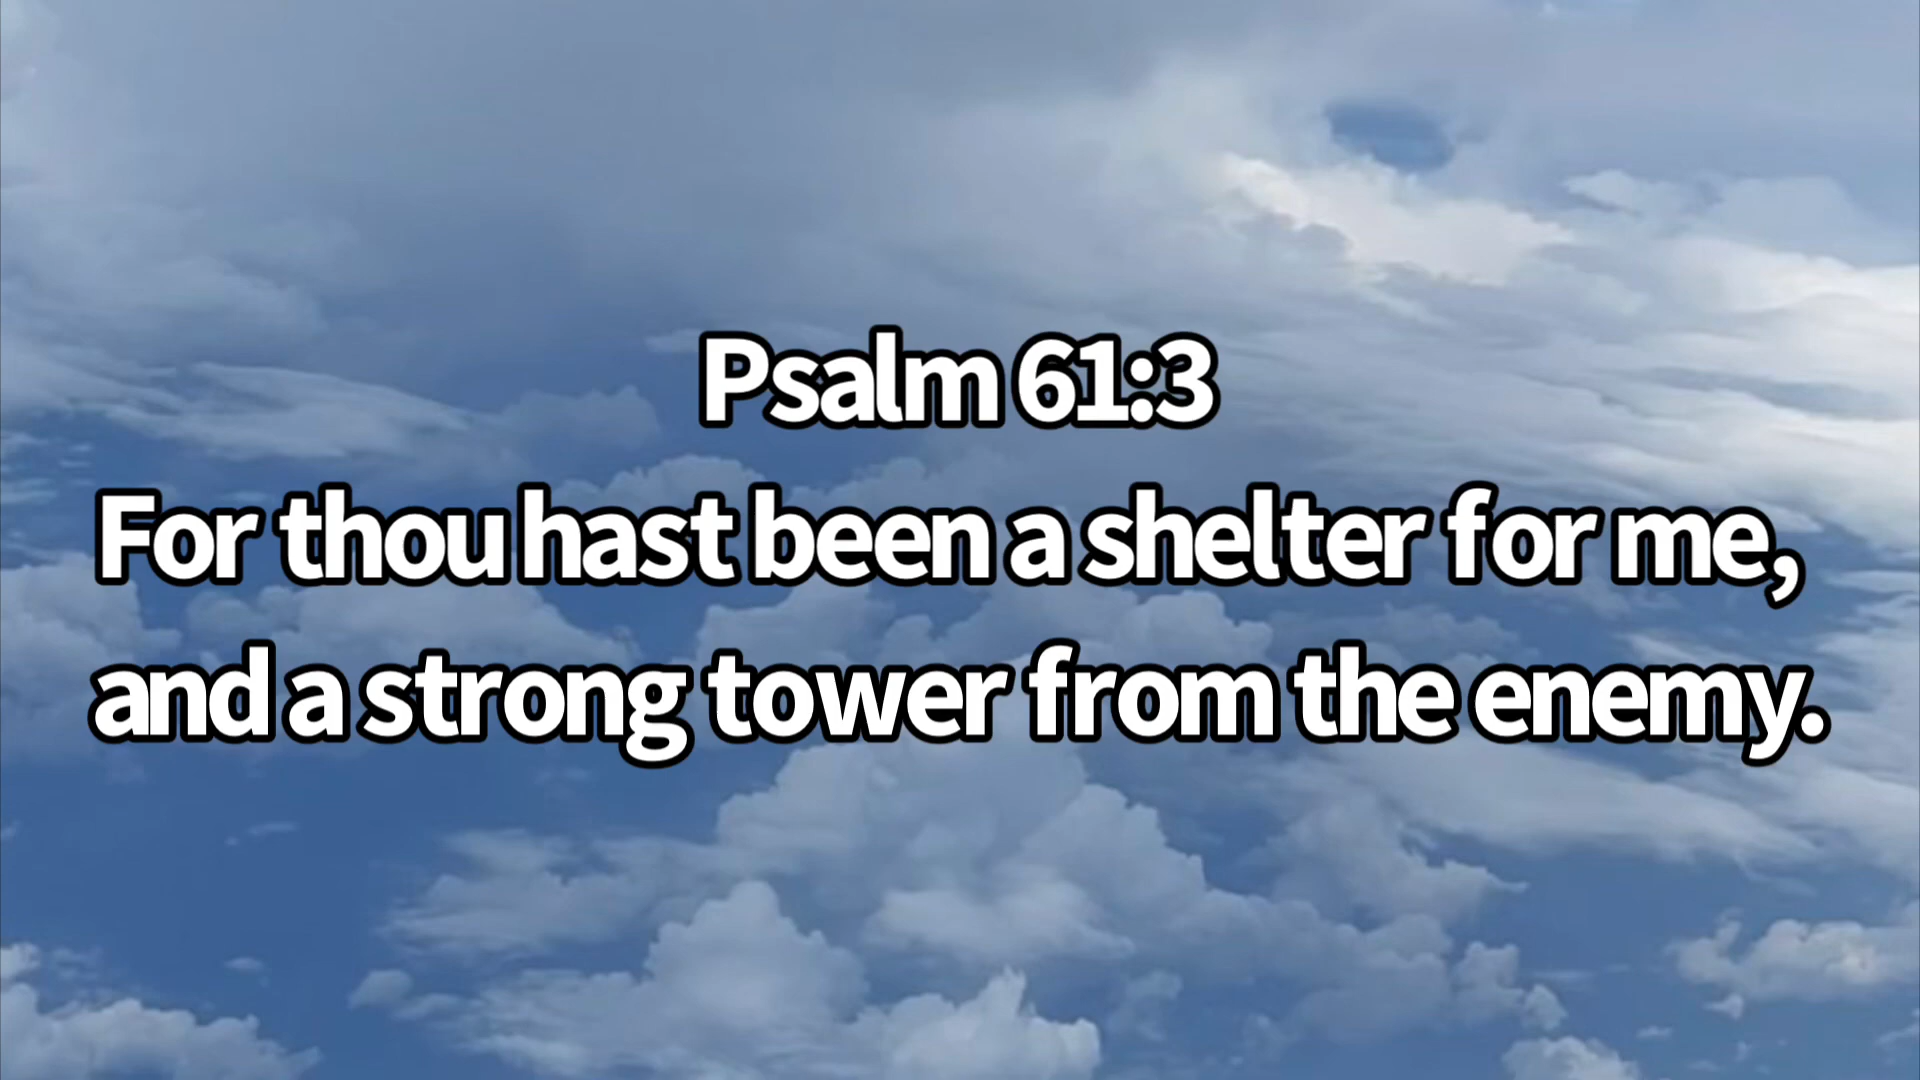 Psalm 61:3
For thou hast been a shelter for me,
and a strong tower from the enemy.